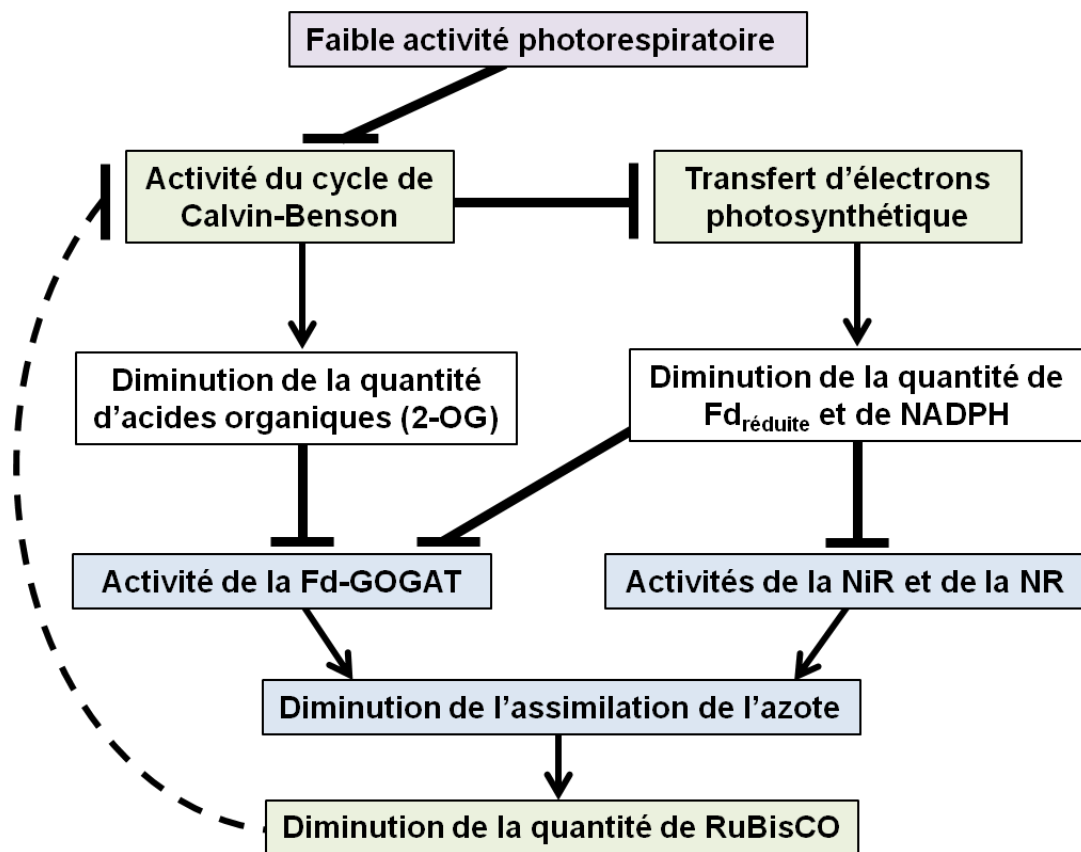 Faible activité photorespiratoire
Activité du cycle de
Calvin-Benson
Transfert d'électrons
photosynthétique
Diminution de la quantité
d'acides organiques (2-OG)
Diminution de la quantité de
Fdréduite et de NADPH
Activité de la Fd-GOGAT
Activités de la NiR et de la NR
Diminution de l'assimilation de l'azote
Diminution de la quantité de RuBisCO